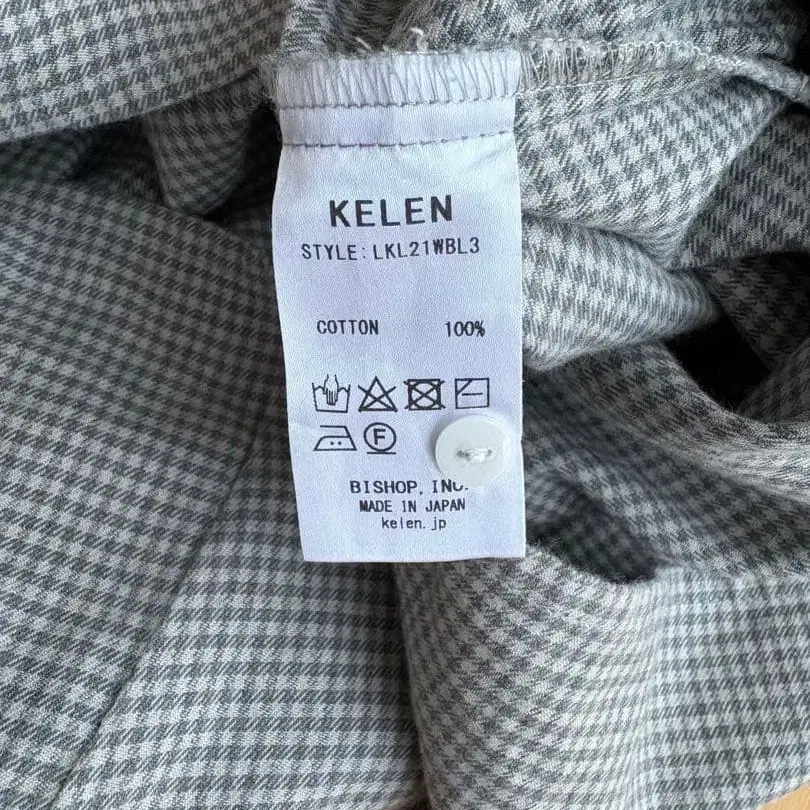 KELEN
STYLE: LKL21WBL3
COTTON 100%
F
BISHOP, INC.
MADE IN JAPAN
kelen.jp